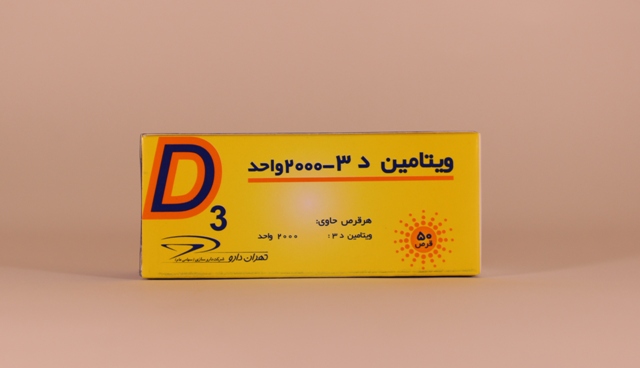 ویتامین د ۳-۲۰۰۰ واحد
D3
هرقرص حاوی:
ویتامین د ۳: ۲۰۰۰ واحد
۵۰
قرص
تهران دارو